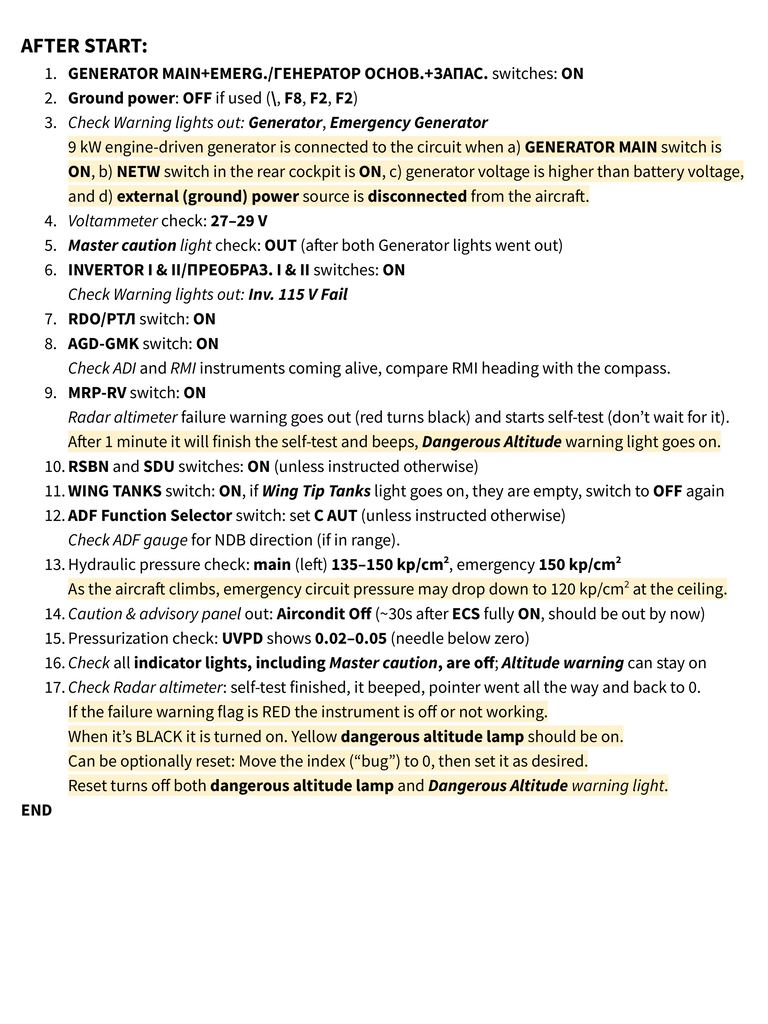 AFTER START:
1. GENERATOR MAIN+EMERG./ГЕНЕРАТОР ОСНОВ.+ЗАПАС. switches: ON
2. Ground power: OFF if used (\, F8, F2, F2)
3. Check Warning lights out: Generator, Emergency Generator
9 kW engine-driven generator is connected to the circuit when a) GENERATOR MAIN switch is
ON, b) NETW switch in the rear cockpit is ON, c) generator voltage is higher than battery voltage,
and d) external (ground) power source is disconnected from the aircraft.
4. Voltammeter check: 27–29 V
5. Master caution light check: OUT (after both Generator lights went out)
6. INVERTOR I & II/ПРЕОБРАЗ. I & II switches: ON
Check Warning lights out: Inv. 115 V Fail
7. RDO/РТЛ switch: ON
8. AGD-GMK switch: ON
Check ADI and RMI instruments coming alive, compare RMI heading with the compass.
9. MRP-RV switch: ON
Radar altimeter failure warning goes out (red turns black) and starts self-test (don’t wait for it).
After 1 minute it will finish the self-test and beeps, Dangerous Altitude warning light goes on.
10. RSBN and SDU switches: ON (unless instructed otherwise)
11. WING TANKS switch: ON, if Wing Tip Tanks light goes on, they are empty, switch to OFF again
12. ADF Function Selector switch: set C AUT (unless instructed otherwise)
Check ADF gauge for NDB direction (if in range).
13. Hydraulic pressure check: main (left) 135–150 kp/cm², emergency 150 kp/cm²
As the aircraft climbs, emergency circuit pressure may drop down to 120 kp/cm² at the ceiling.
14. Caution & advisory panel out: Aircondit Off (~30s after ECS fully ON, should be out by now)
15. Pressurization check: UVPD shows 0.02–0.05 (needle below zero)
16. Check all indicator lights, including Master caution, are off; Altitude warning can stay on
17. Check Radar altimeter: self-test finished, it beeped, pointer went all the way and back to 0.
If the failure warning flag is RED the instrument is off or not working.
When it’s BLACK it is turned on. Yellow dangerous altitude lamp should be on.
Can be optionally reset: Move the index (“bug”) to 0, then set it as desired.
Reset turns off both dangerous altitude lamp and Dangerous Altitude warning light.
END